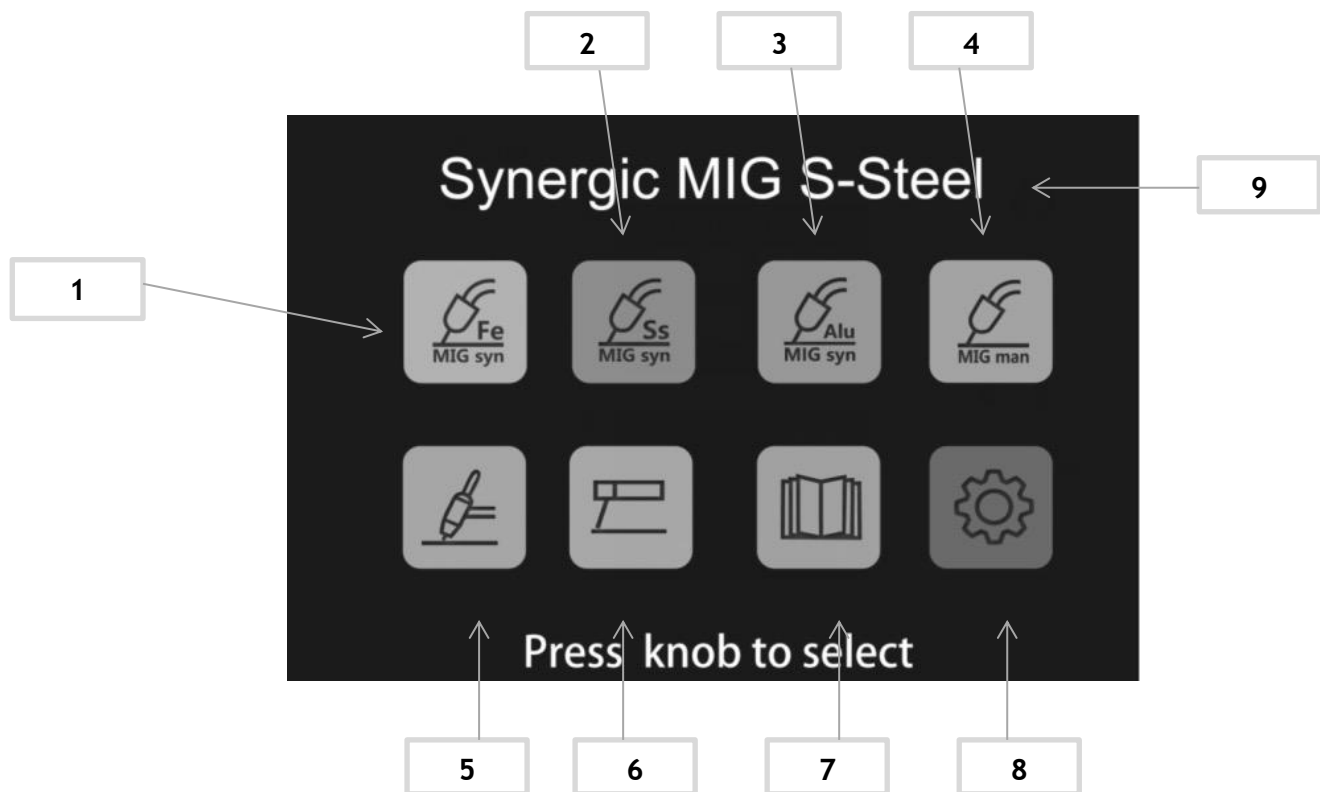 2 3 4
Synergic MIG S-Steel
9
1
Fe
MIG syn
Ss
MIG syn
Alu
MIG syn
MIG man
Press knob to select
5 6 7 8